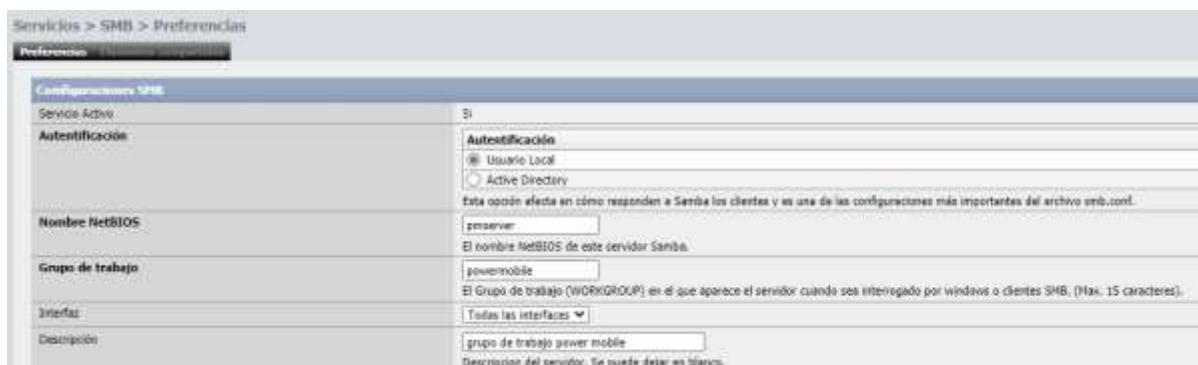 Servicios > SMB > Preferencias
Preferencias
Configuraciones SMB
Servicio Activo Si
Autentificación Autentificación
Usuario Local
Active Directory
Esta opción afecta en cómo responden a Samba los clientes y es una de las configuraciones más importantes del archivo smb.conf.
Nombre NetBIOS pmserver
El nombre NetBIOS de este servidor Samba.
Grupo de trabajo powermobile
El Grupo de trabajo (WORKGROUP) en el que aparece el servidor cuando sea interrogado por windows o clientes SMB. (Max. 15 caracteres).
Interfaz Todas las interfaces
Descripción grupo de trabajo power mobile
Descripcion del servidor. Se puede dejar en blanco.